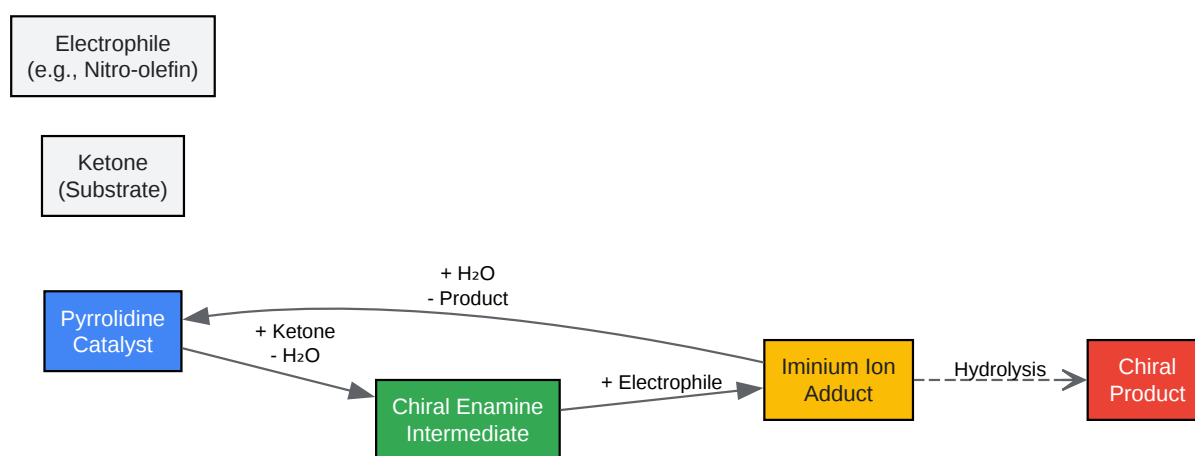 Electrophile
(e.g., Nitro-olefin)
Ketone
(Substrate)
+ H₂O
- Product
Pyrrolidine
Catalyst
+ Ketone
- H₂O
Chiral Enamine
Intermediate
+ Electrophile
Iminium Ion
Adduct
Hydrolysis
Chiral
Product